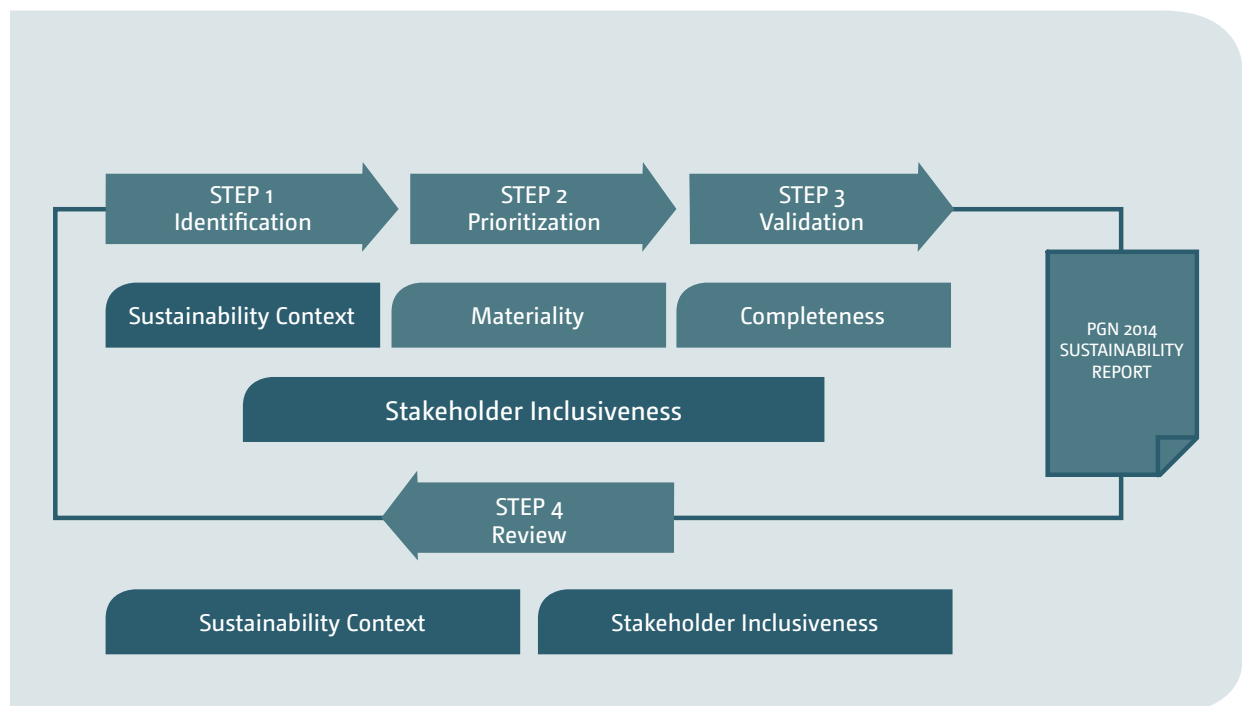 STEP 1
Identification
STEP 2
Prioritization
STEP 3
Validation
Sustainability Context
Materiality
Completeness
PGN 2014
SUSTAINABILITY
REPORT
Stakeholder Inclusiveness
STEP 4
Review
Sustainability Context
Stakeholder Inclusiveness